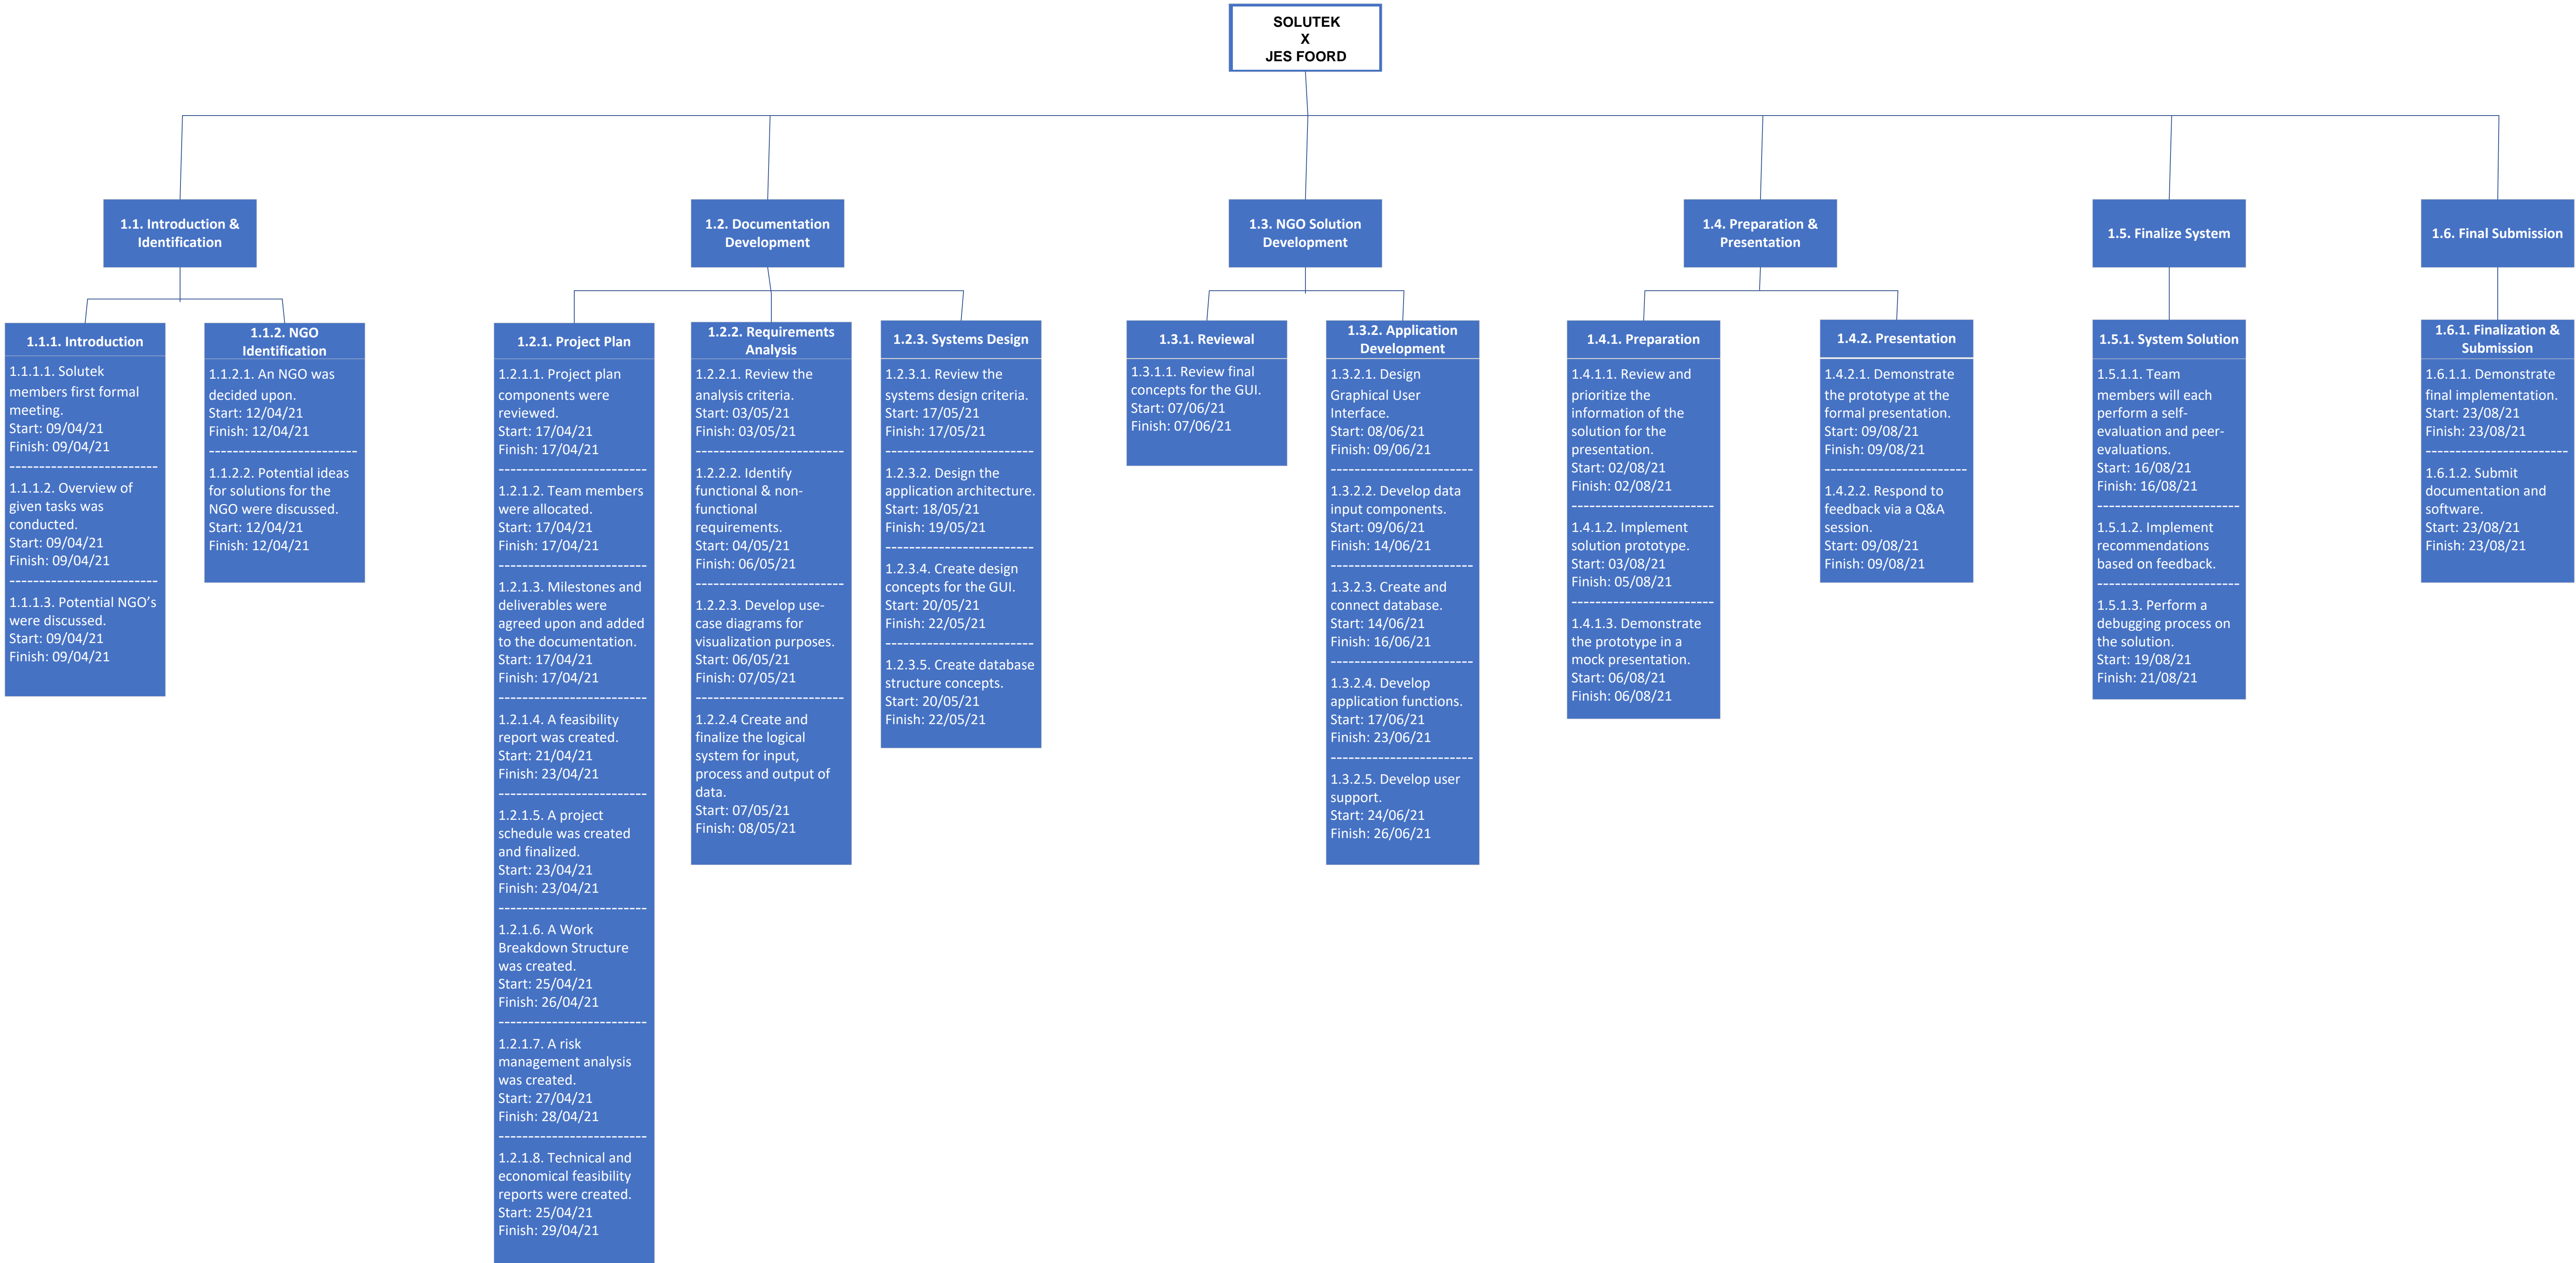 SOLUTEK
X
JES FOORD
1.1. Introduction &
Identification
1.2. Documentation
Development
1.3. NGO Solution
Development
1.4. Preparation &
Presentation
1.5. Finalize System
1.6. Final Submission
1.1.1. Introduction
1.1.1.1. Solutek
members first formal
meeting.
Start: 09/04/21
Finish: 09/04/21
-------------------------
1.1.1.2. Overview of
given tasks was
conducted.
Start: 09/04/21
Finish: 09/04/21
-------------------------
1.1.1.3. Potential NGO’s
were discussed.
Start: 09/04/21
Finish: 09/04/21
1.1.2. NGO
Identification
1.1.2.1. An NGO was
decided upon.
Start: 12/04/21
Finish: 12/04/21
-------------------------
1.1.2.2. Potential ideas
for solutions for the
NGO were discussed.
Start: 12/04/21
Finish: 12/04/21
1.2.1. Project Plan
1.2.1.1. Project plan
components were
reviewed.
Start: 17/04/21
Finish: 17/04/21
-------------------------
1.2.1.2. Team members
were allocated.
Start: 17/04/21
Finish: 17/04/21
-------------------------
1.2.1.3. Milestones and
deliverables were
agreed upon and added
to the documentation.
Start: 17/04/21
Finish: 17/04/21
-------------------------
1.2.1.4. A feasibility
report was created.
Start: 21/04/21
Finish: 23/04/21
-------------------------
1.2.1.5. A project
schedule was created
and finalized.
Start: 23/04/21
Finish: 23/04/21
-------------------------
1.2.1.6. A Work
Breakdown Structure
was created.
Start: 25/04/21
Finish: 26/04/21
-------------------------
1.2.1.7. A risk
management analysis
was created.
Start: 27/04/21
Finish: 28/04/21
-------------------------
1.2.1.8. Technical and
economical feasibility
reports were created.
Start: 25/04/21
Finish: 29/04/21
1.2.2. Requirements
Analysis
1.2.2.1. Review the
analysis criteria.
Start: 03/05/21
Finish: 03/05/21
-------------------------
1.2.2.2. Identify
functional & non-
functional
requirements.
Start: 04/05/21
Finish: 06/05/21
-------------------------
1.2.2.3. Develop use-
case diagrams for
visualization purposes.
Start: 06/05/21
Finish: 07/05/21
-------------------------
1.2.2.4 Create and
finalize the logical
system for input,
process and output of
data.
Start: 07/05/21
Finish: 08/05/21
1.2.3. Systems Design
1.2.3.1. Review the
systems design criteria.
Start: 17/05/21
Finish: 17/05/21
-------------------------
1.2.3.2. Design the
application architecture.
Start: 18/05/21
Finish: 19/05/21
-------------------------
1.2.3.4. Create design
concepts for the GUI.
Start: 20/05/21
Finish: 22/05/21
-------------------------
1.2.3.5. Create database
structure concepts.
Start: 20/05/21
Finish: 22/05/21
1.3.1. Reviewal
1.3.1.1. Review final
concepts for the GUI.
Start: 07/06/21
Finish: 07/06/21
1.3.2. Application
Development
1.3.2.1. Design
Graphical User
Interface.
Start: 08/06/21
Finish: 09/06/21
------------------------
1.3.2.2. Develop data
input components.
Start: 09/06/21
Finish: 14/06/21
------------------------
1.3.2.3. Create and
connect database.
Start: 14/06/21
Finish: 16/06/21
------------------------
1.3.2.4. Develop
application functions.
Start: 17/06/21
Finish: 23/06/21
------------------------
1.3.2.5. Develop user
support.
Start: 24/06/21
Finish: 26/06/21
1.4.1. Preparation
1.4.1.1. Review and
prioritize the
information of the
solution for the
presentation.
Start: 02/08/21
Finish: 02/08/21
------------------------
1.4.1.2. Implement
solution prototype.
Start: 03/08/21
Finish: 05/08/21
------------------------
1.4.1.3. Demonstrate
the prototype in a
mock presentation.
Start: 06/08/21
Finish: 06/08/21
1.4.2. Presentation
1.4.2.1. Demonstrate
the prototype at the
formal presentation.
Start: 09/08/21
Finish: 09/08/21
------------------------
1.4.2.2. Respond to
feedback via a Q&A
session.
Start: 09/08/21
Finish: 09/08/21
1.5.1. System Solution
1.5.1.1. Team
members will each
perform a self-
evaluation and peer-
evaluations.
Start: 16/08/21
Finish: 16/08/21
------------------------
1.5.1.2. Implement
recommendations
based on feedback.
------------------------
1.5.1.3. Perform a
debugging process on
the solution.
Start: 19/08/21
Finish: 21/08/21
1.6.1. Finalization &
Submission
1.6.1.1. Demonstrate
final implementation.
Start: 23/08/21
Finish: 23/08/21
------------------------
1.6.1.2. Submit
documentation and
software.
Start: 23/08/21
Finish: 23/08/21